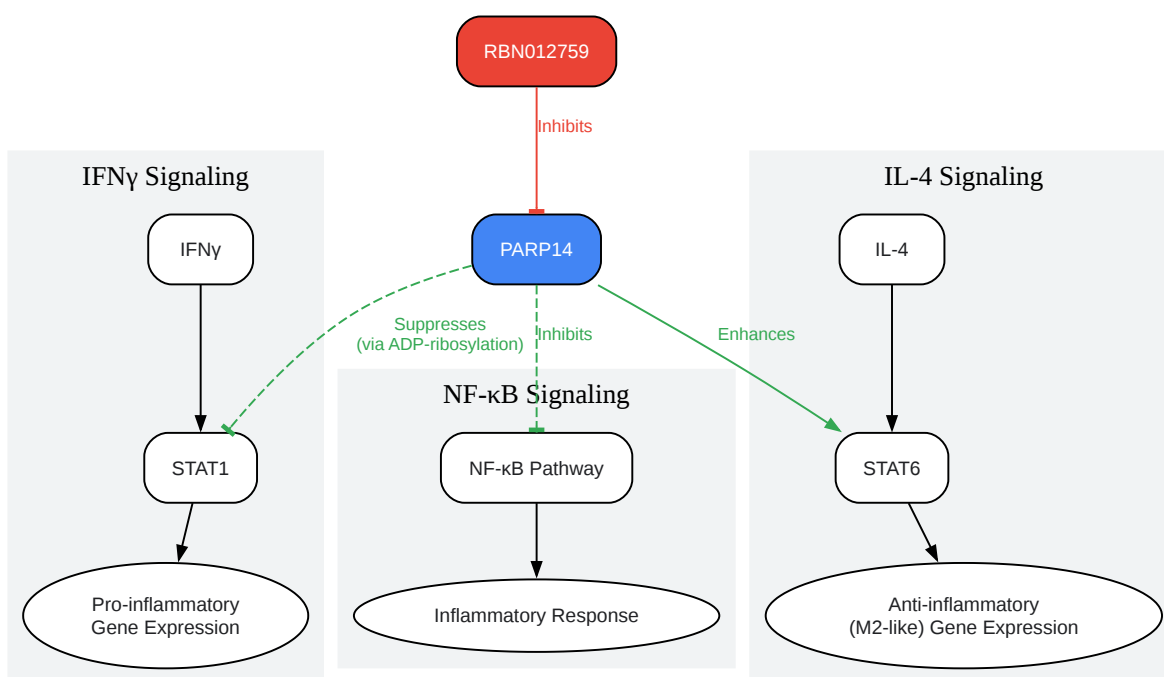 RBN012759
Inhibits
IFNγ Signaling
IL-4 Signaling
IFNγ
PARP14
IL-4
Suppresses
(via ADP-ribosylation)
Inhibits
Enhances
NF-κB Signaling
STAT1
NF-κB Pathway
STAT6
Pro-inflammatory
Gene Expression
Inflammatory Response
Anti-inflammatory
(M2-like) Gene Expression